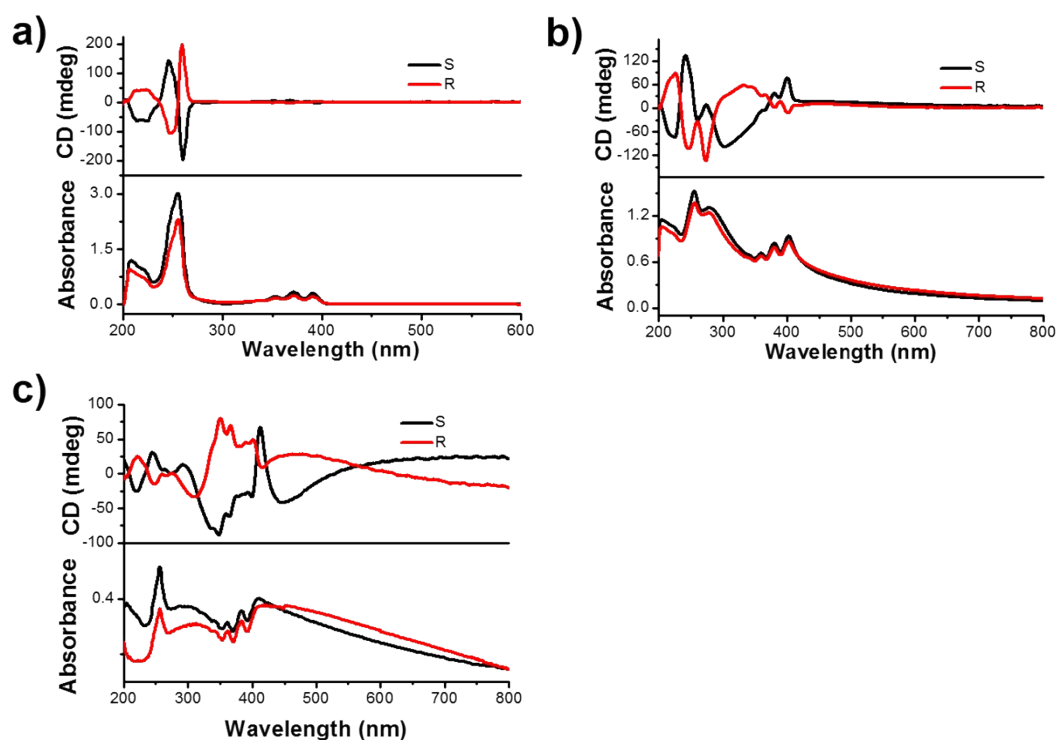 a)
200
100
0
-100
-200
CD (mdeg)
S
R
3.0
1.5
0.0
Absorbance
200 300 400 500 600
Wavelength (nm)
b)
120
60
0
-60
-120
CD (mdeg)
S
R
1.2
0.6
0.0
Absorbance
200 300 400 500 600 700 800
Wavelength (nm)
c)
100
50
0
-50
-100
CD (mdeg)
S
R
0.4
Absorbance
200 300 400 500 600 700 800
Wavelength (nm)